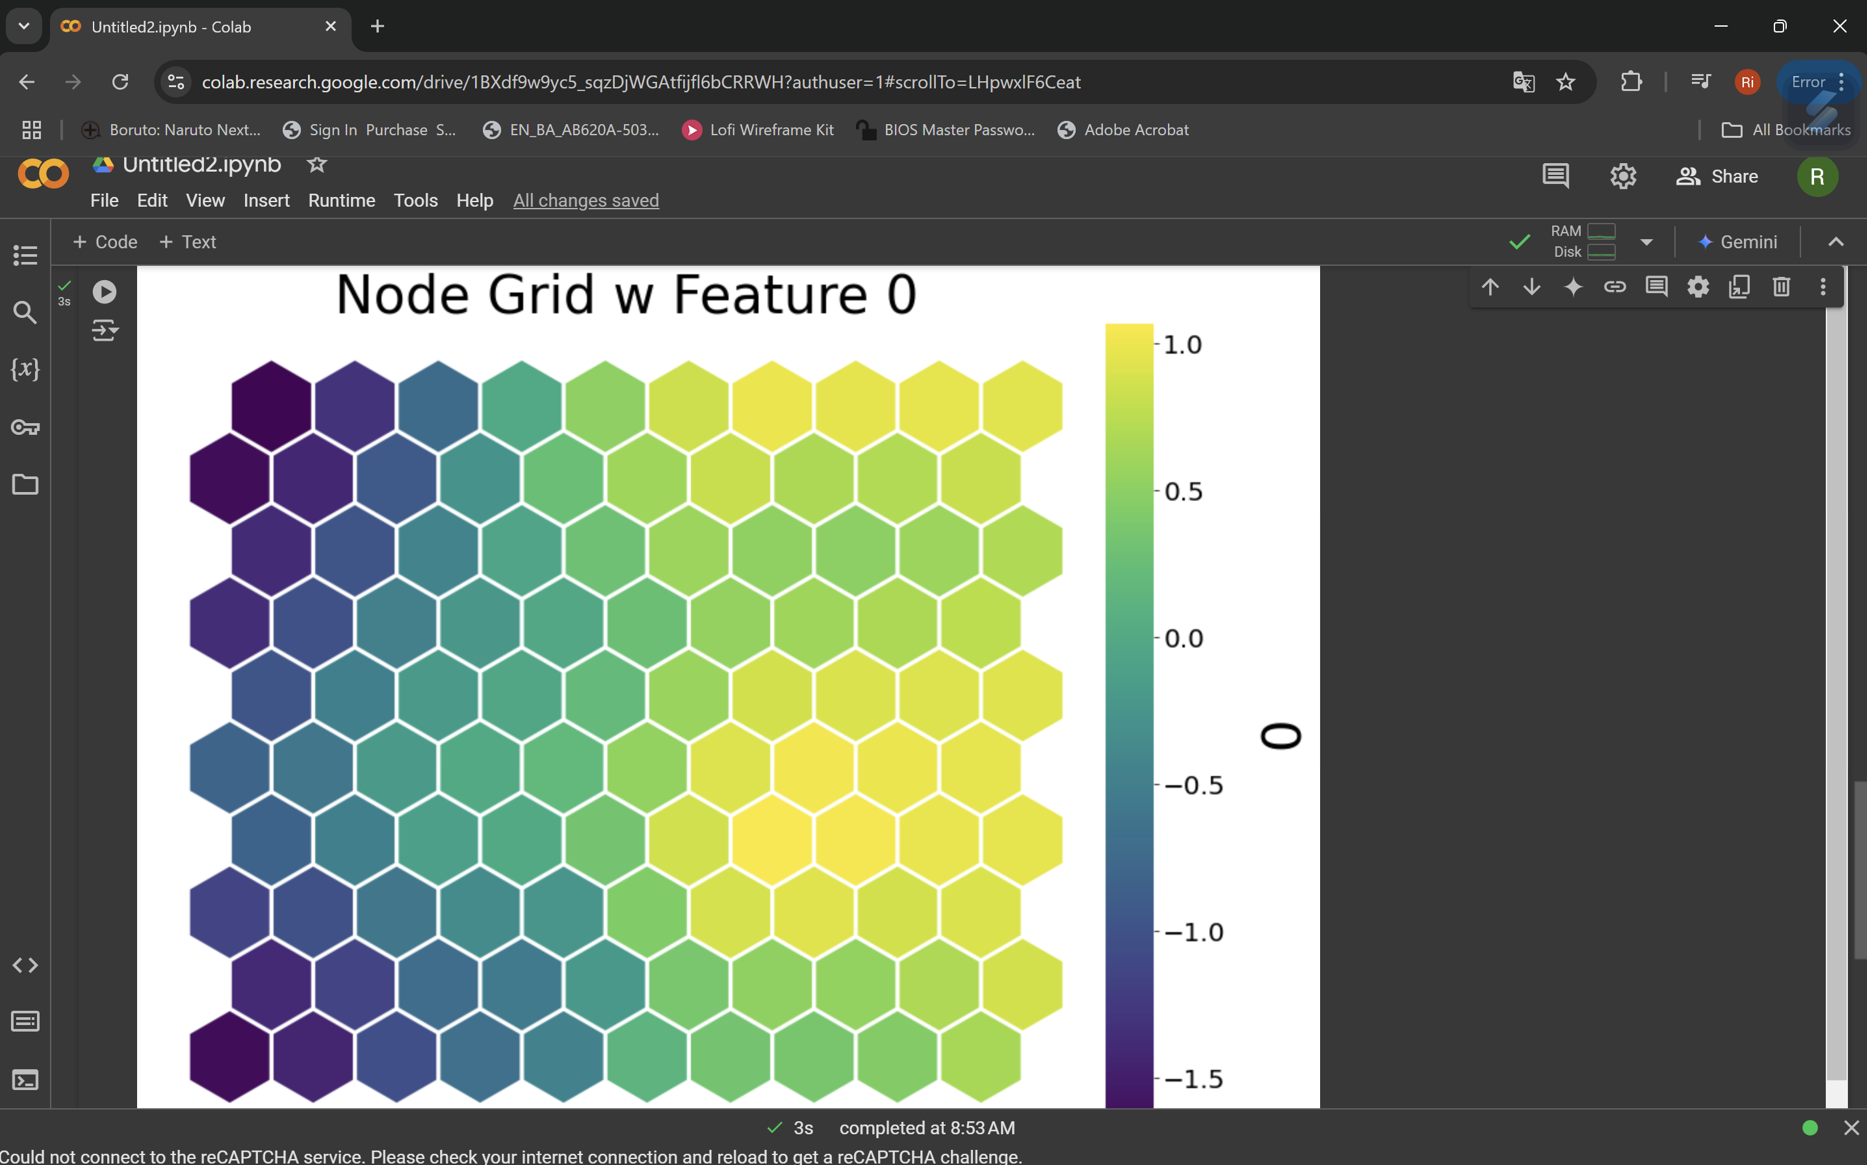 Untitled2.ipynb - Colab
colab.research.google.com/drive/1BXdf9w9yc5_sqzDjWGAtfijfl6bCRRWH?authuser=1#scrollTo=LHpwxlF6Ceat
Ri
Error
Boruto: Naruto Next...
Sign In Purchase S...
EN_BA_AB620A-503...
Lofi Wireframe Kit
BIOS Master Passwo...
Adobe Acrobat
All Bookmarks
Untitled2.ipynb
Share
R
File Edit View Insert Runtime Tools Help All changes saved
+ Code + Text
RAM
Disk
Gemini
3s
{x}
Node Grid w Feature 0
1.0
0.5
0.0
−0.5
−1.0
−1.5
0
3s completed at 8:53 AM
Could not connect to the reCAPTCHA service. Please check your internet connection and reload to get a reCAPTCHA challenge.